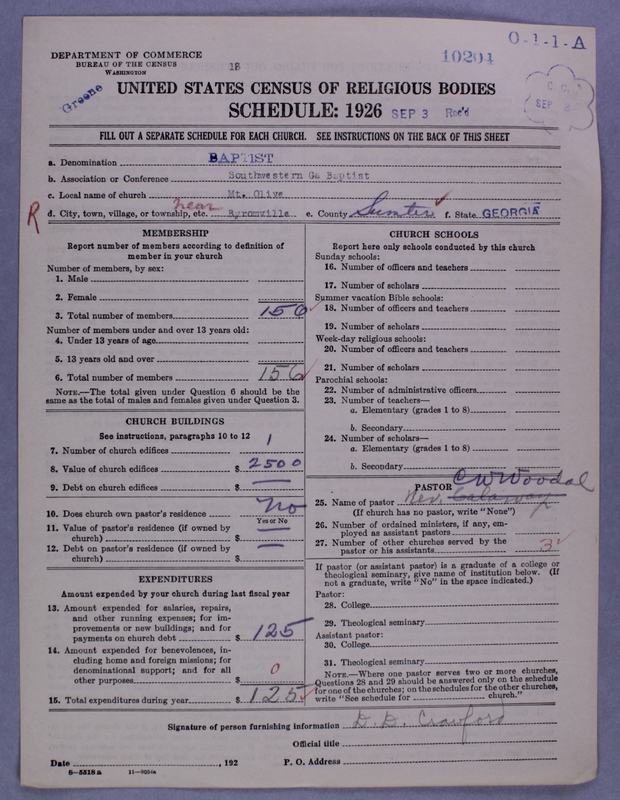 DEPARTMENT OF COMMERCE
BUREAU OF THE CENSUS
WASHINGTON
18
10204
O-1-1-A
Greene
UNITED STATES CENSUS OF RELIGIOUS BODIES
SCHEDULE: 1926
SEP 3 Rec'd
SEP
FILL OUT A SEPARATE SCHEDULE FOR EACH CHURCH. SEE INSTRUCTIONS ON THE BACK OF THIS SHEET
a. Denomination BAPTIST
b. Association or Conference Southwestern Ga Baptist
c. Local name of church Mt. Olive
R d. City, town, village, or township, etc. near Byromville e. County Sumter f. State GEORGIA
MEMBERSHIP
Report number of members according to definition of
member in your church
Number of members, by sex:
1. Male
2. Female
3. Total number of members 156
Number of members under and over 13 years old:
4. Under 13 years of age
5. 13 years old and over
6. Total number of members 156
NOTE.—The total given under Question 6 should be
same as the total of males and females given under Question 3.
CHURCH BUILDINGS
See instructions, paragraphs 10 to 12
7. Number of church edifices 1
8. Value of church edifices $ 2500
9. Debt on church edifices $ —
10. Does church own pastor's residence No
Yes or No
11. Value of pastor's residence (if owned by
church) $ —
12. Debt on pastor's residence (if owned by
church) $ —
EXPENDITURES
Amount expended by your church during last fiscal year
13. Amount expended for salaries, repairs,
and other running expenses; for im-
provements or new buildings; and for
payments on church debt $ 125
14. Amount expended for benevolences, in-
cluding home and foreign missions; for
denominational support; and for all
other purposes $ 0
15. Total expenditures during year $ 125
CHURCH SCHOOLS
Report here only schools conducted by this church
Sunday schools:
16. Number of officers and teachers
17. Number of scholars
Summer vacation Bible schools:
18. Number of officers and teachers
19. Number of scholars
Week-day religious schools:
20. Number of officers and teachers
21. Number of scholars
Parochial schools:
22. Number of administrative officers
23. Number of teachers—
a. Elementary (grades 1 to 8)
b. Secondary
24. Number of scholars—
a. Elementary (grades 1 to 8)
b. Secondary
PASTOR
C W Woodal
25. Name of pastor Rev. Calaway
(If church has no pastor, write "None")
26. Number of ordained ministers, if any, em-
ployed as assistant pastors
27. Number of other churches served by the
pastor or his assistants 3
If pastor (or assistant pastor) is a graduate of a college or
theological seminary, give name of institution below. (If
not a graduate, write "No" in the space indicated.)
Pastor:
28. College
29. Theological seminary
Assistant pastor:
30. College
31. Theological seminary
NOTE.—Where one pastor serves two or more churches,
Questions 28 and 29 should be answered only on the schedule
for one of the churches; on the schedules for the other churches,
write "See schedule for church."
Signature of person furnishing information D. D. Crawford
Official title
Date , 192 P. O. Address
8-5518a 11-9054a